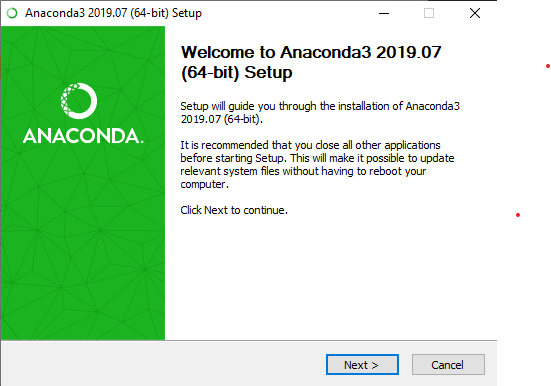 Anaconda3 2019.07 (64-bit) Setup
Welcome to Anaconda3 2019.07
(64-bit) Setup
ANACONDA.
Setup will guide you through the installation of Anaconda3
2019.07 (64-bit).
It is recommended that you close all other applications
before starting Setup. This will make it possible to update
relevant system files without having to reboot your
computer.
Click Next to continue.
Next >
Cancel